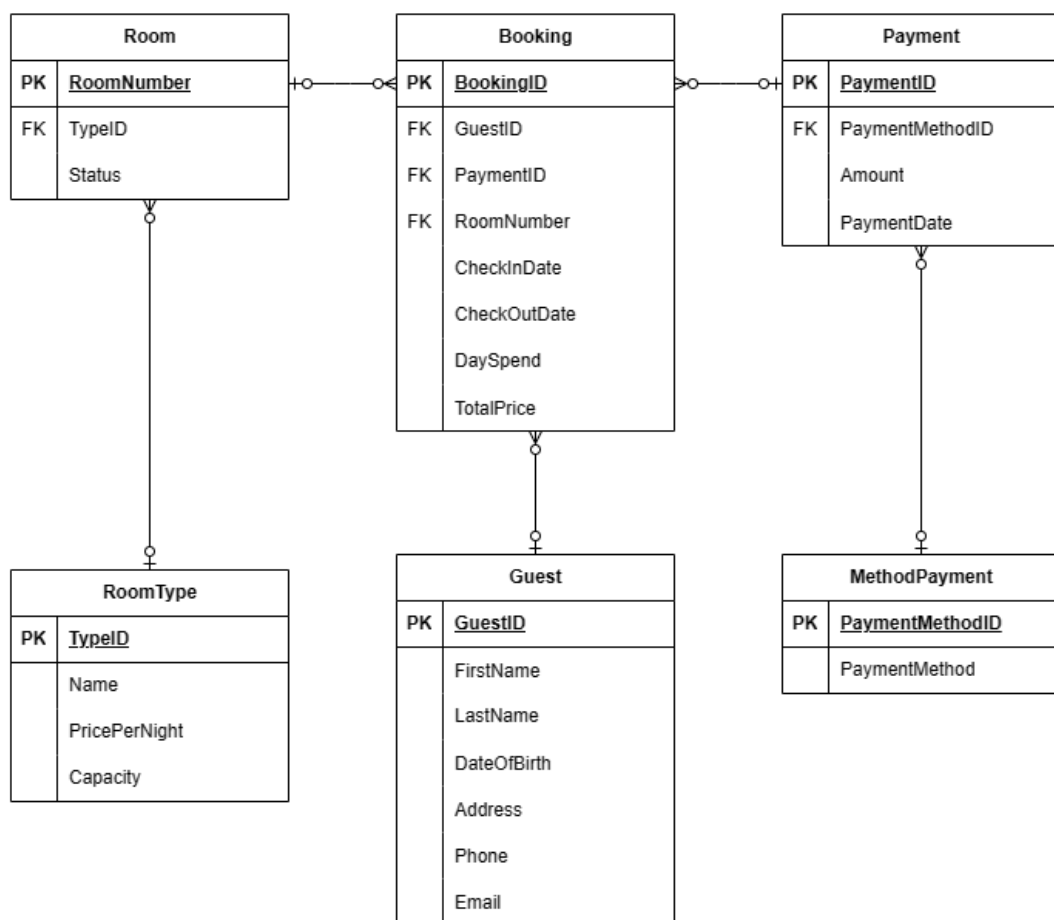 Room
PK RoomNumber
FK TypeID
Status
Booking
PK BookingID
FK GuestID
FK PaymentID
FK RoomNumber
CheckInDate
CheckOutDate
DaySpend
TotalPrice
Payment
PK PaymentID
FK PaymentMethodID
Amount
PaymentDate
RoomType
PK TypeID
Name
PricePerNight
Capacity
Guest
PK GuestID
FirstName
LastName
DateOfBirth
Address
Phone
Email
MethodPayment
PK PaymentMethodID
PaymentMethod